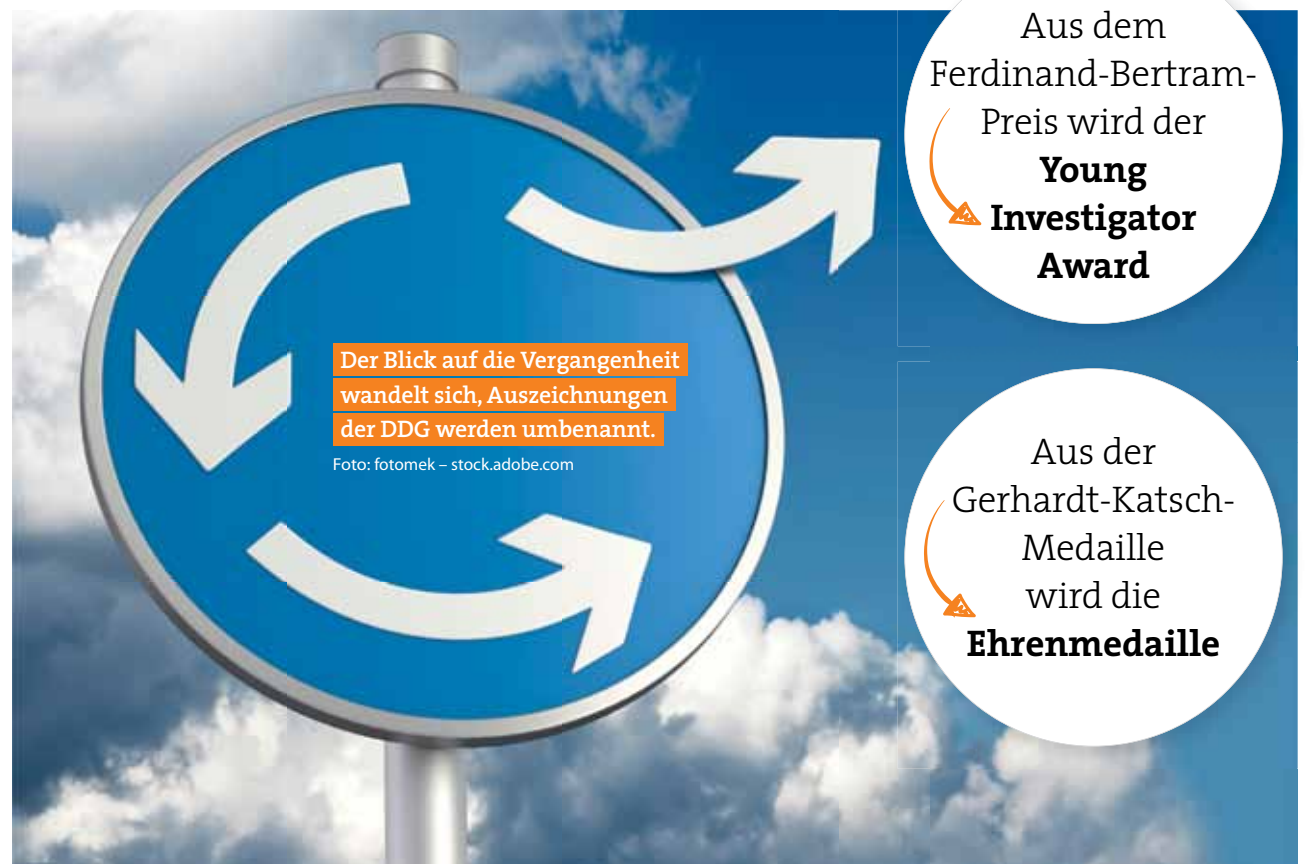 Aus dem
Ferdinand-Bertram-
Preis wird der
Young
Investigator
Award
Der Blick auf die Vergangenheit
wandelt sich, Auszeichnungen
der DDG werden umbenannt.
Foto: fotomek – stock.adobe.com
Aus der
Gerhardt-Katsch-
Medaille
wird die
Ehrenmedaille